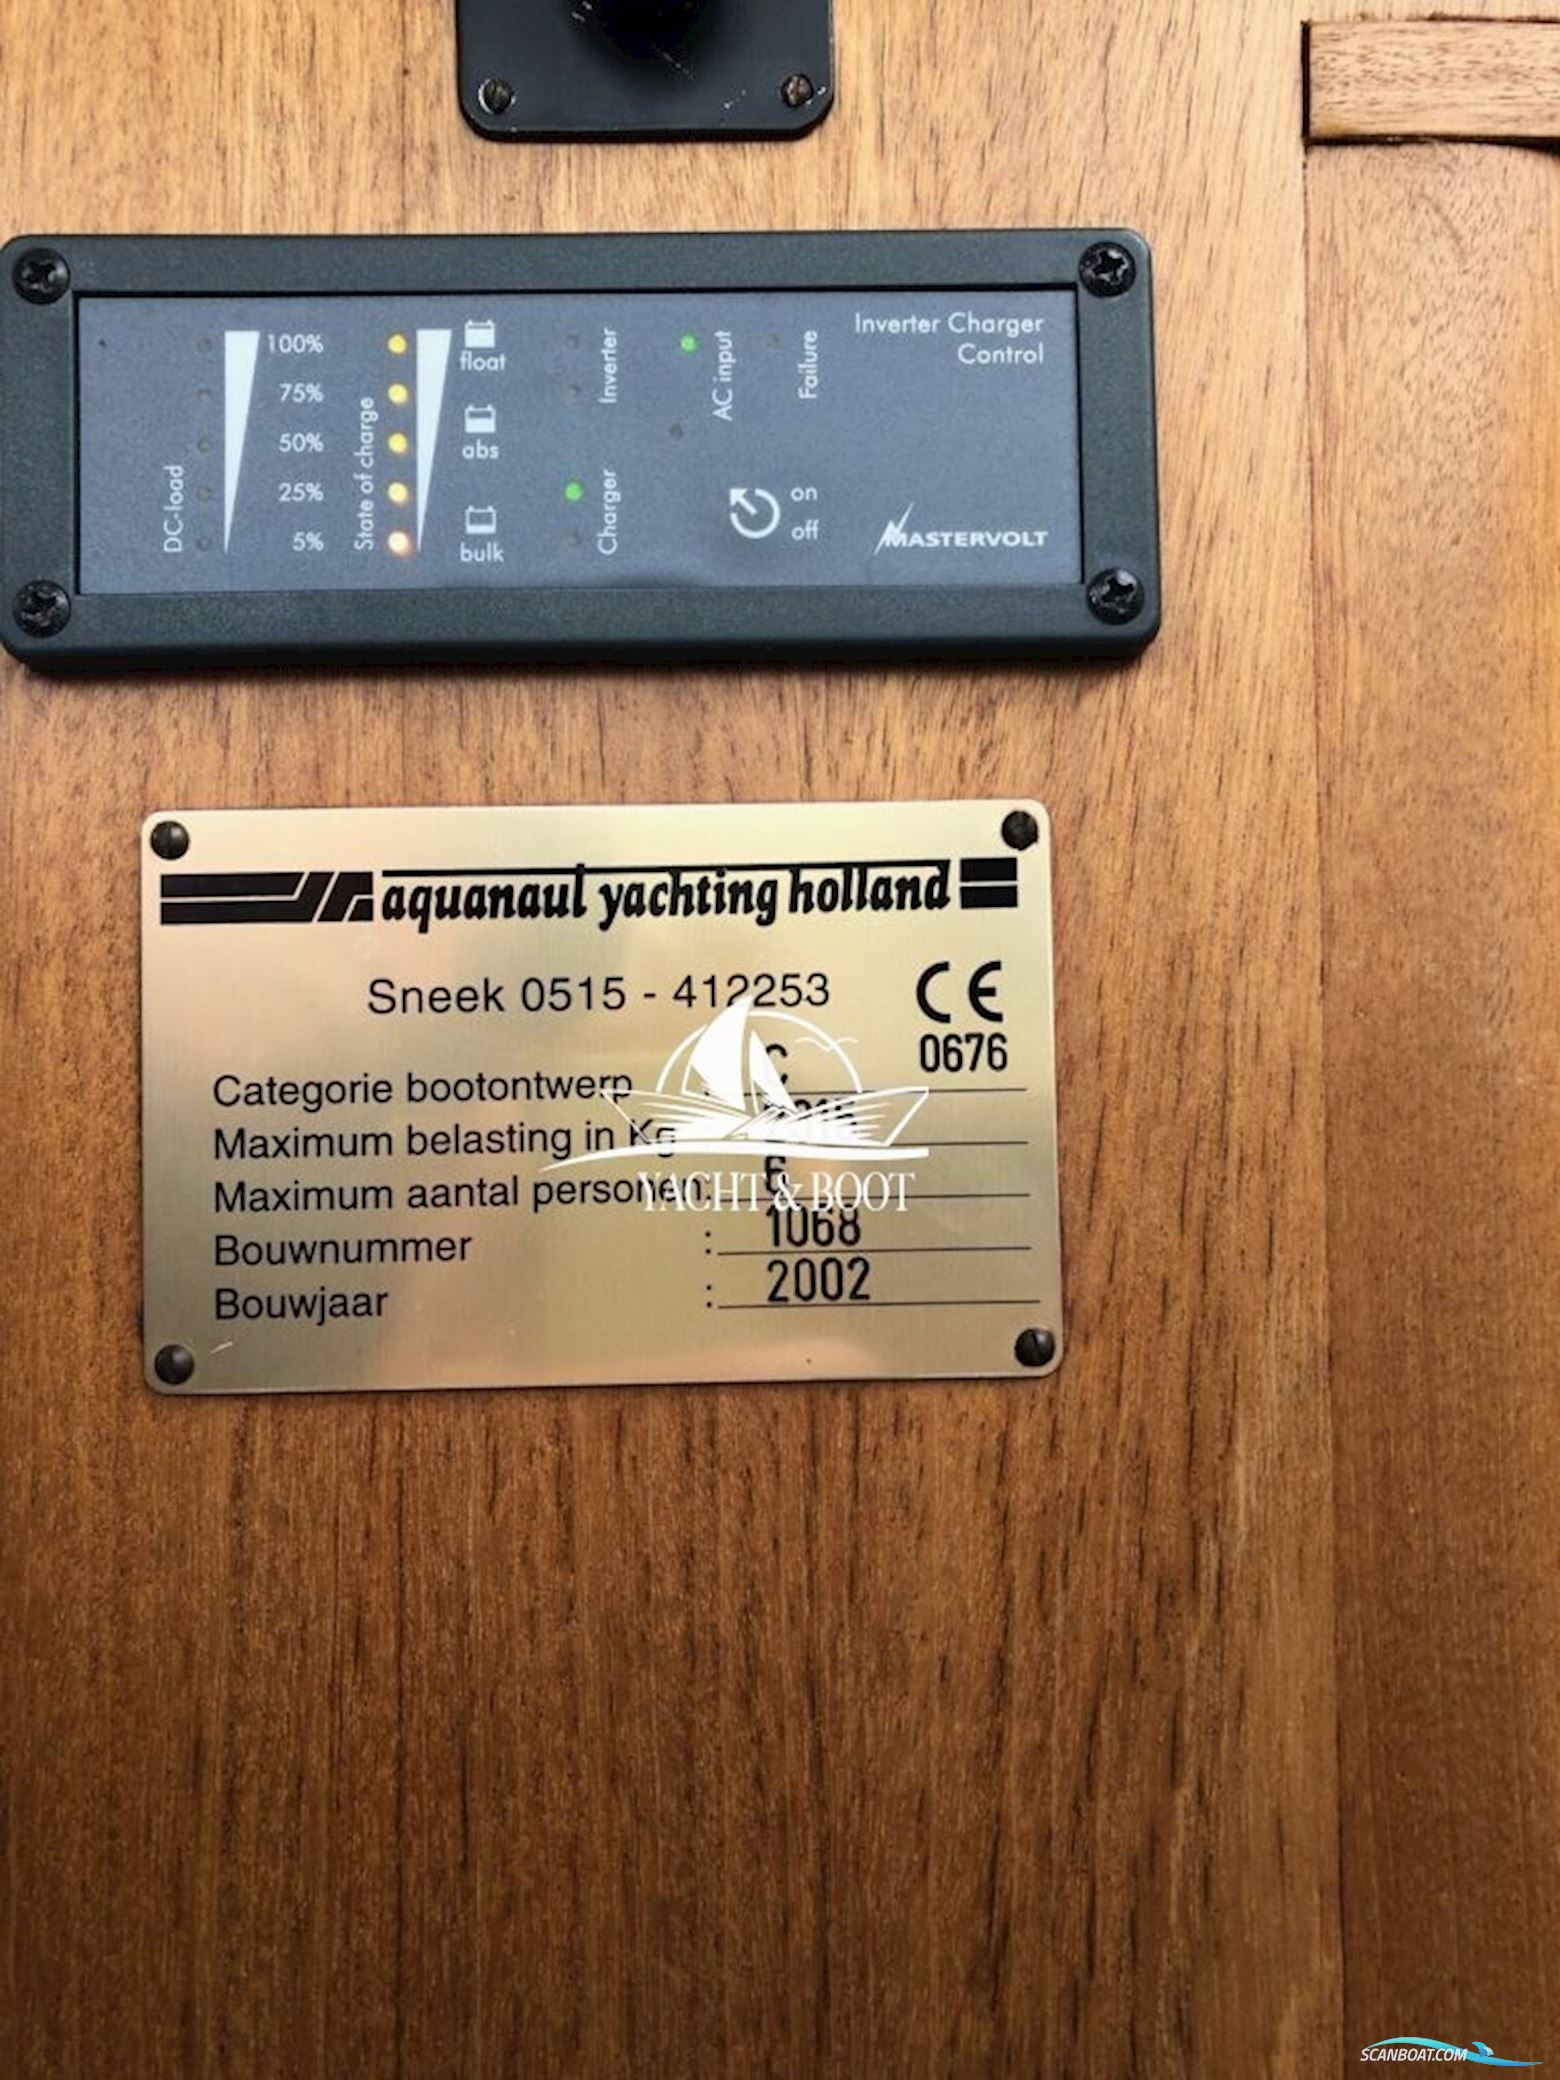 Inverter Charger
Control
DC-load
100%
75%
50%
25%
5%
State of charge
float
abs
bulk
Inverter
Charger
AC input
Failure
on
off
MASTERVOLT
aquanaut yachting holland
Sneek 0515 - 412253
CE
0676
Categorie bootontwerp : C
Maximum belasting in Kg
Maximum aantal personen: 6
Bouwnummer : 1068
Bouwjaar : 2002
YACHT & BOOT
SCANBOAT.COM